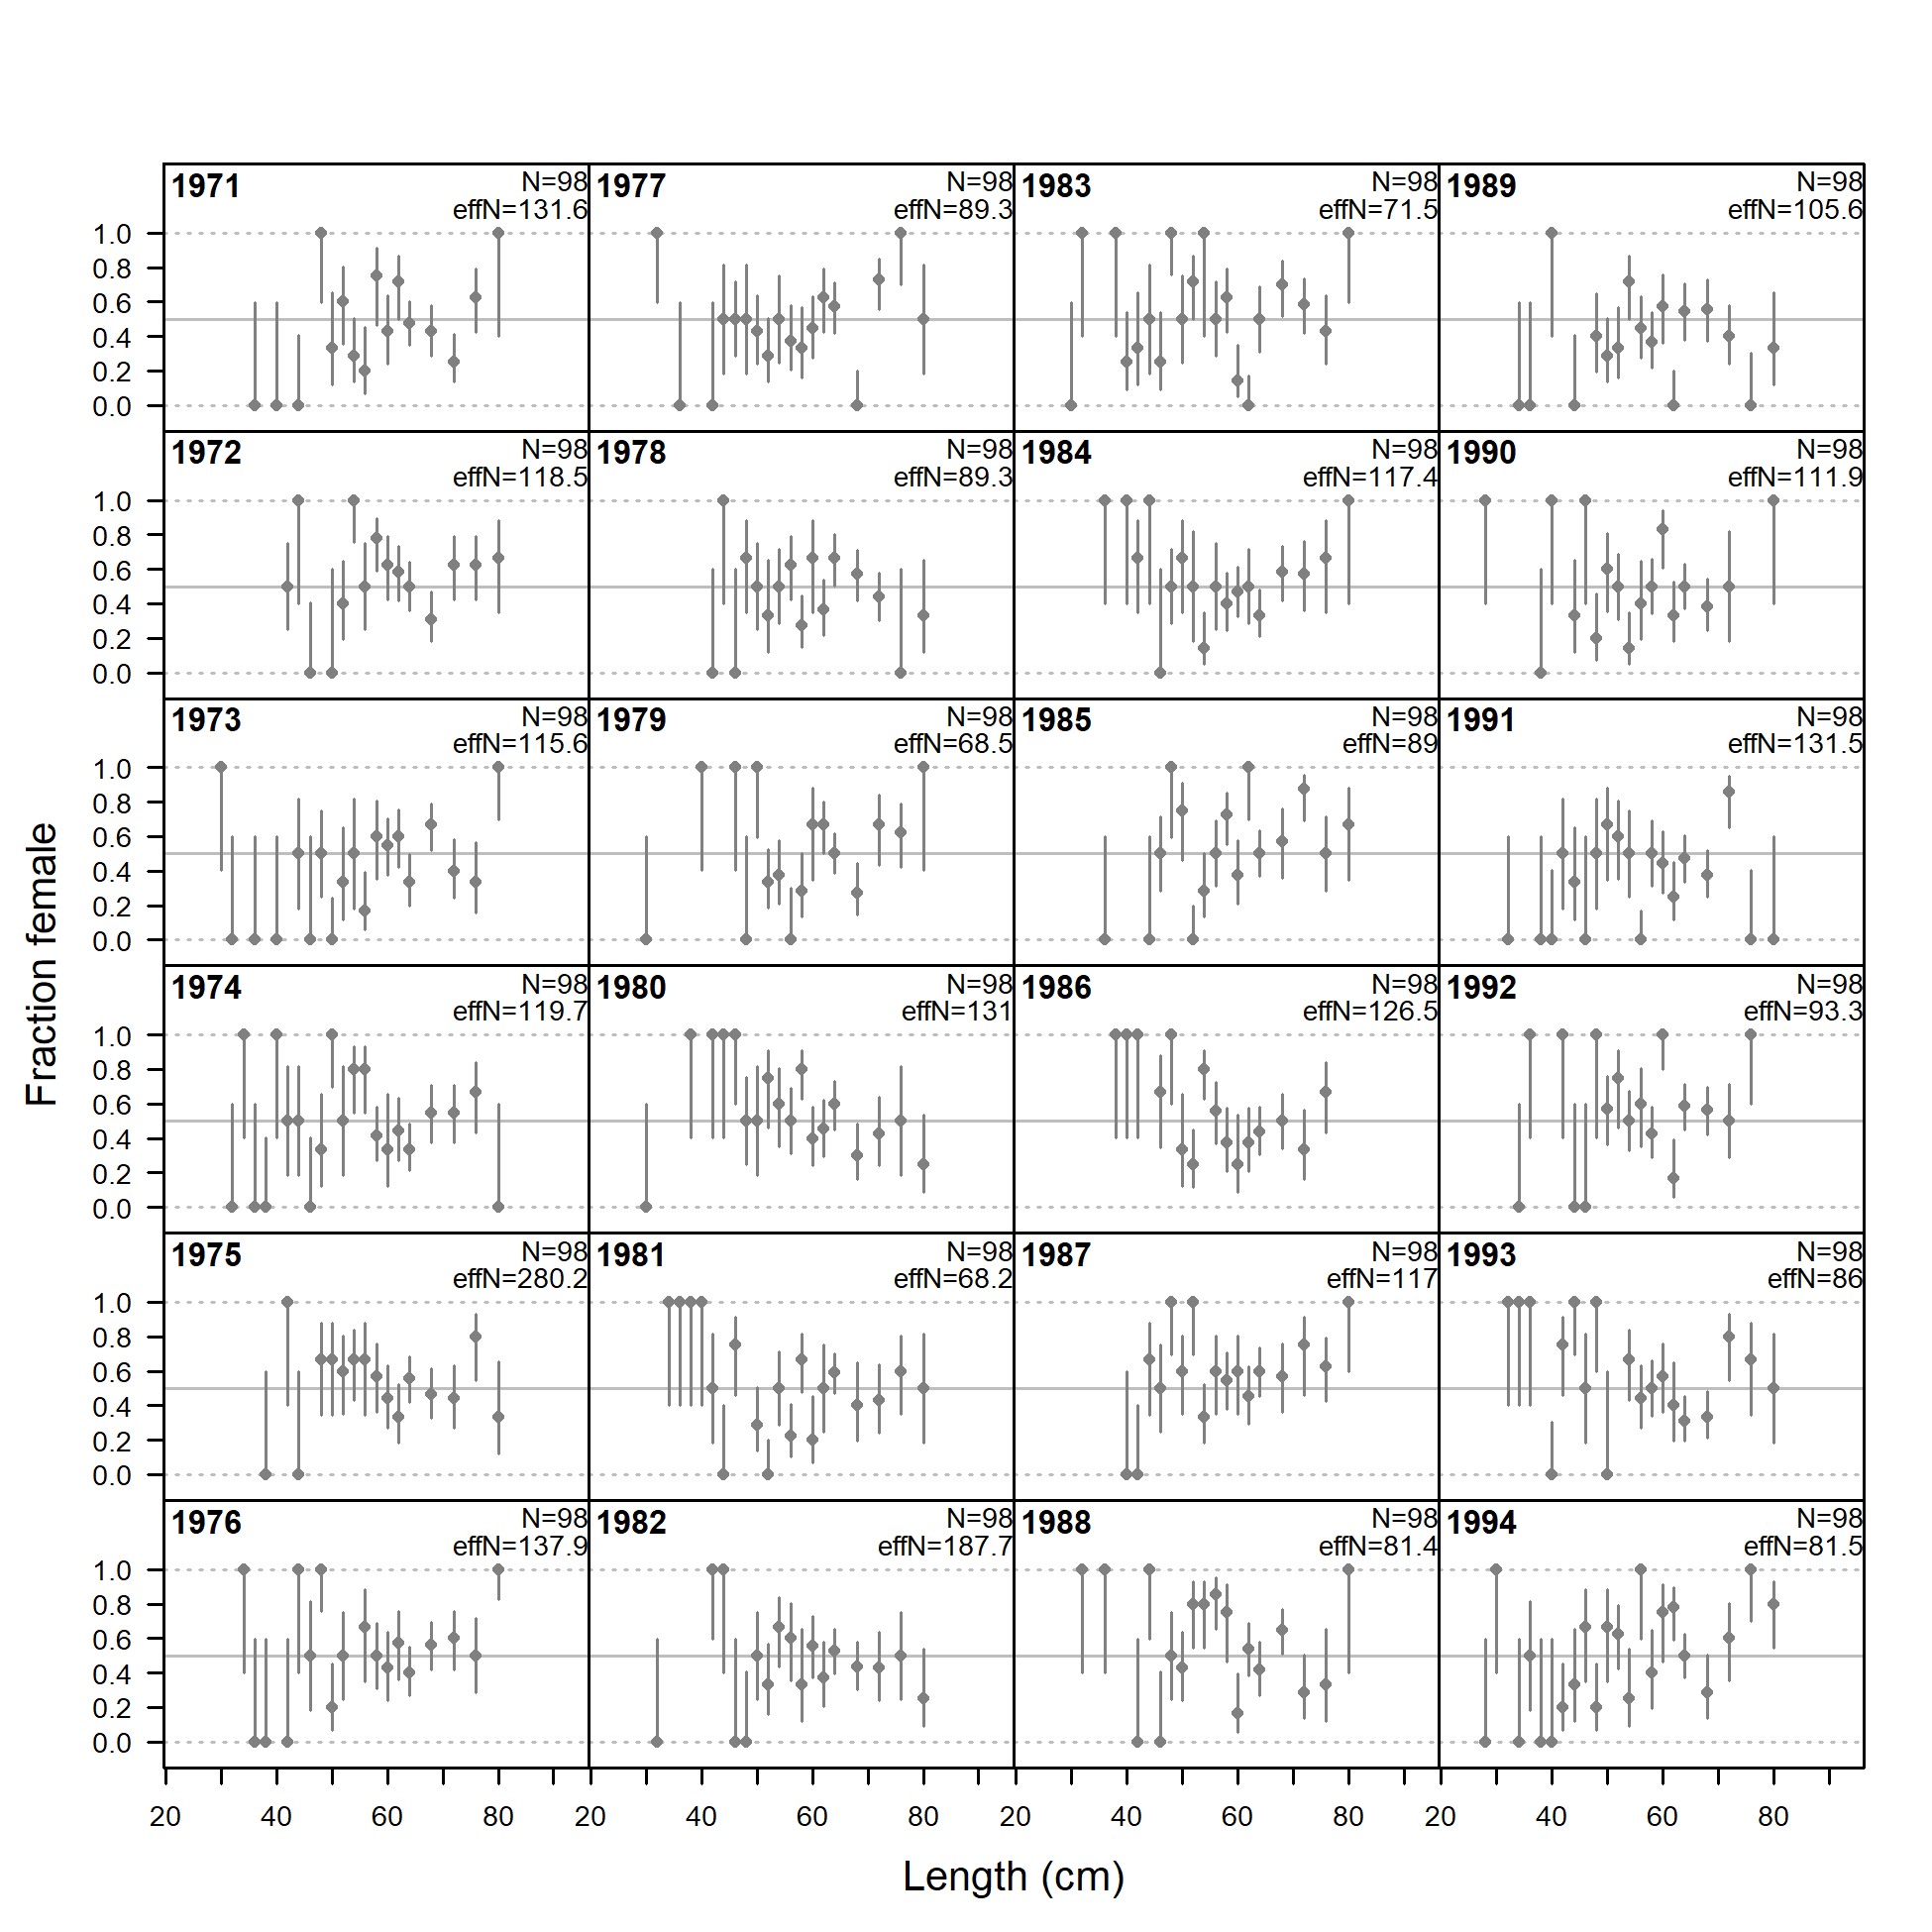 1971 N=98 1977 N=98 1983 N=98 1989 N=98
effN=131.6 effN=89.3 effN=71.5 effN=105.6
1.0
0.8
0.6
0.4
0.2
0.0
1972 N=98 1978 N=98 1984 N=98 1990 N=98
effN=118.5 effN=89.3 effN=117.4 effN=111.9
1.0
0.8
0.6
0.4
0.2
0.0
1973 N=98 1979 N=98 1985 N=98 1991 N=98
effN=115.6 effN=68.5 effN=89 effN=131.5
1.0
0.8
0.6
0.4
0.2
0.0
Fraction female
1974 N=98 1980 N=98 1986 N=98 1992 N=98
effN=119.7 effN=131 effN=126.5 effN=93.3
1.0
0.8
0.6
0.4
0.2
0.0
1975 N=98 1981 N=98 1987 N=98 1993 N=98
effN=280.2 effN=68.2 effN=117 effN=86
1.0
0.8
0.6
0.4
0.2
0.0
1976 N=98 1982 N=98 1988 N=98 1994 N=98
effN=137.9 effN=187.7 effN=81.4 effN=81.5
1.0
0.8
0.6
0.4
0.2
0.0
20 40 60 80 20 40 60 80 20 40 60 80 20 40 60 80
Length (cm)